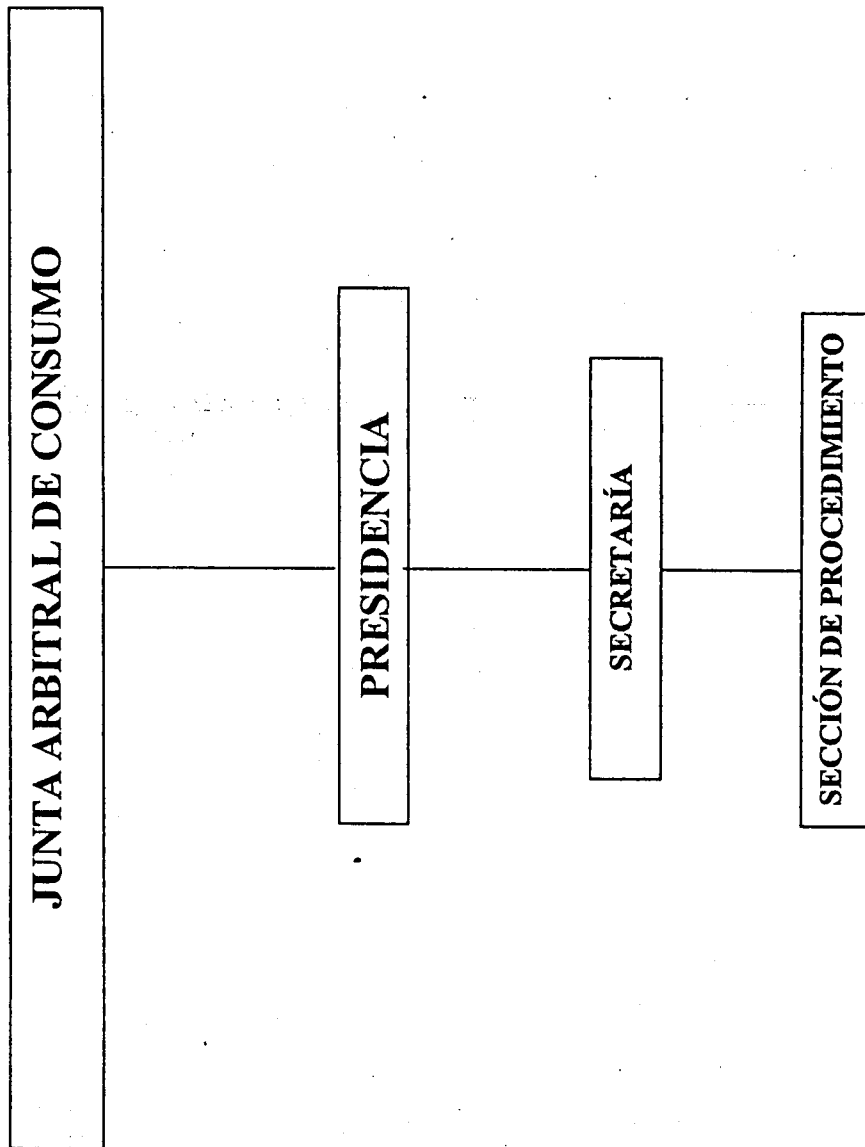 JUNTA ARBITRAL DE CONSUMO
PRESIDENCIA
SECRETARÍA
SECCIÓN DE PROCEDIMIENTO